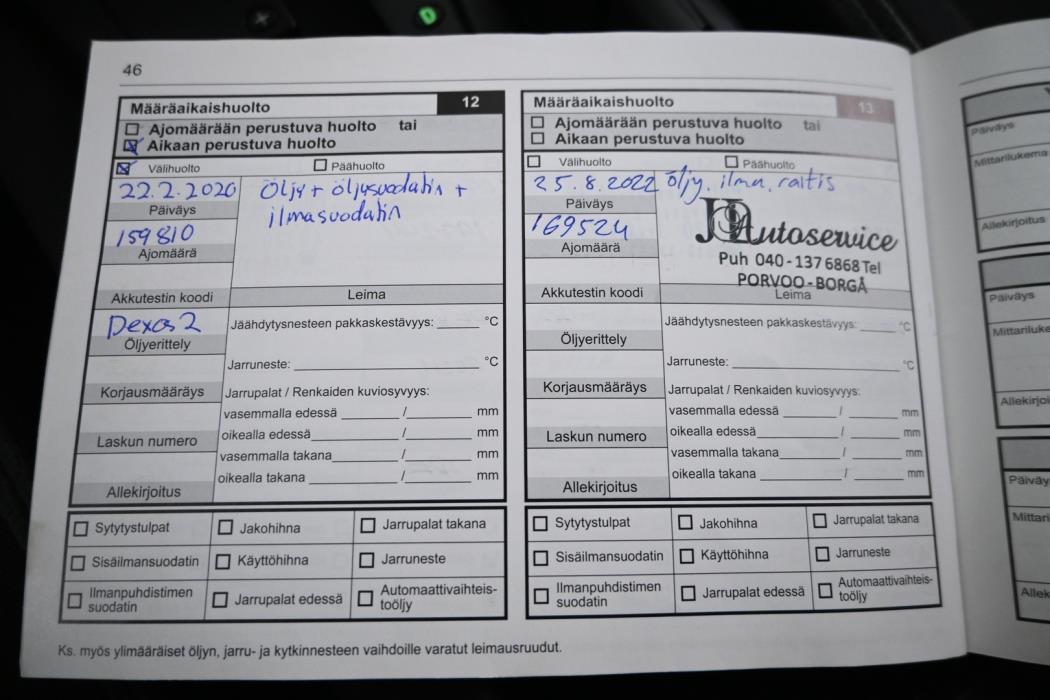 46
Määräaikaishuolto 12
Ajomäärään perustuva huolto tai
Aikaan perustuva huolto
Välihuolto Päähuolto
22.2.2020 Öljy + öljysuodatin +
ilmasuodatin
Päiväys
159810
Ajomäärä
Akkutestin koodi Leima
Dexos 2
Öljyerittely
Jäähdytysnesteen pakkaskestävyys: °C
Jarruneste: °C
Korjausmääräys
Jarrupalat / Renkaiden kuviosyvyys:
vasemmalla edessä / mm
Laskun numero
oikealla edessä / mm
vasemmalla takana / mm
oikealla takana / mm
Allekirjoitus
Sytytystulpat Jakohihna Jarrupalat takana
Sisäilmansuodatin Käyttöhihna Jarruneste
Ilmanpuhdistimen
suodatin
Jarrupalat edessä
Automaattivaihteis-
toöljy
Määräaikaishuolto 13
Ajomäärään perustuva huolto tai
Aikaan perustuva huolto
Välihuolto Päähuolto
25.8.2022 öljy, ilma, raitis
Päiväys
169524
Ajomäärä
Autoservice
Puh 040-137 6868 Tel
PORVOO-BORGÅ
Akkutestin koodi Leima
Öljyerittely
Jäähdytysnesteen pakkaskestävyys: °C
Jarruneste: °C
Korjausmääräys
Jarrupalat / Renkaiden kuviosyvyys:
vasemmalla edessä / mm
Laskun numero
oikealla edessä / mm
vasemmalla takana / mm
oikealla takana / mm
Allekirjoitus
Sytytystulpat Jakohihna Jarrupalat takana
Sisäilmansuodatin Käyttöhihna Jarruneste
Ilmanpuhdistimen
suodatin
Jarrupalat edessä
Automaattivaihteis-
toöljy
Ks. myös ylimääräiset öljyn, jarru- ja kytkinnesteen vaihdoille varatut leimausruudut.
Päiväys
Mittarilukema
Allekirjoitus
Päiväys